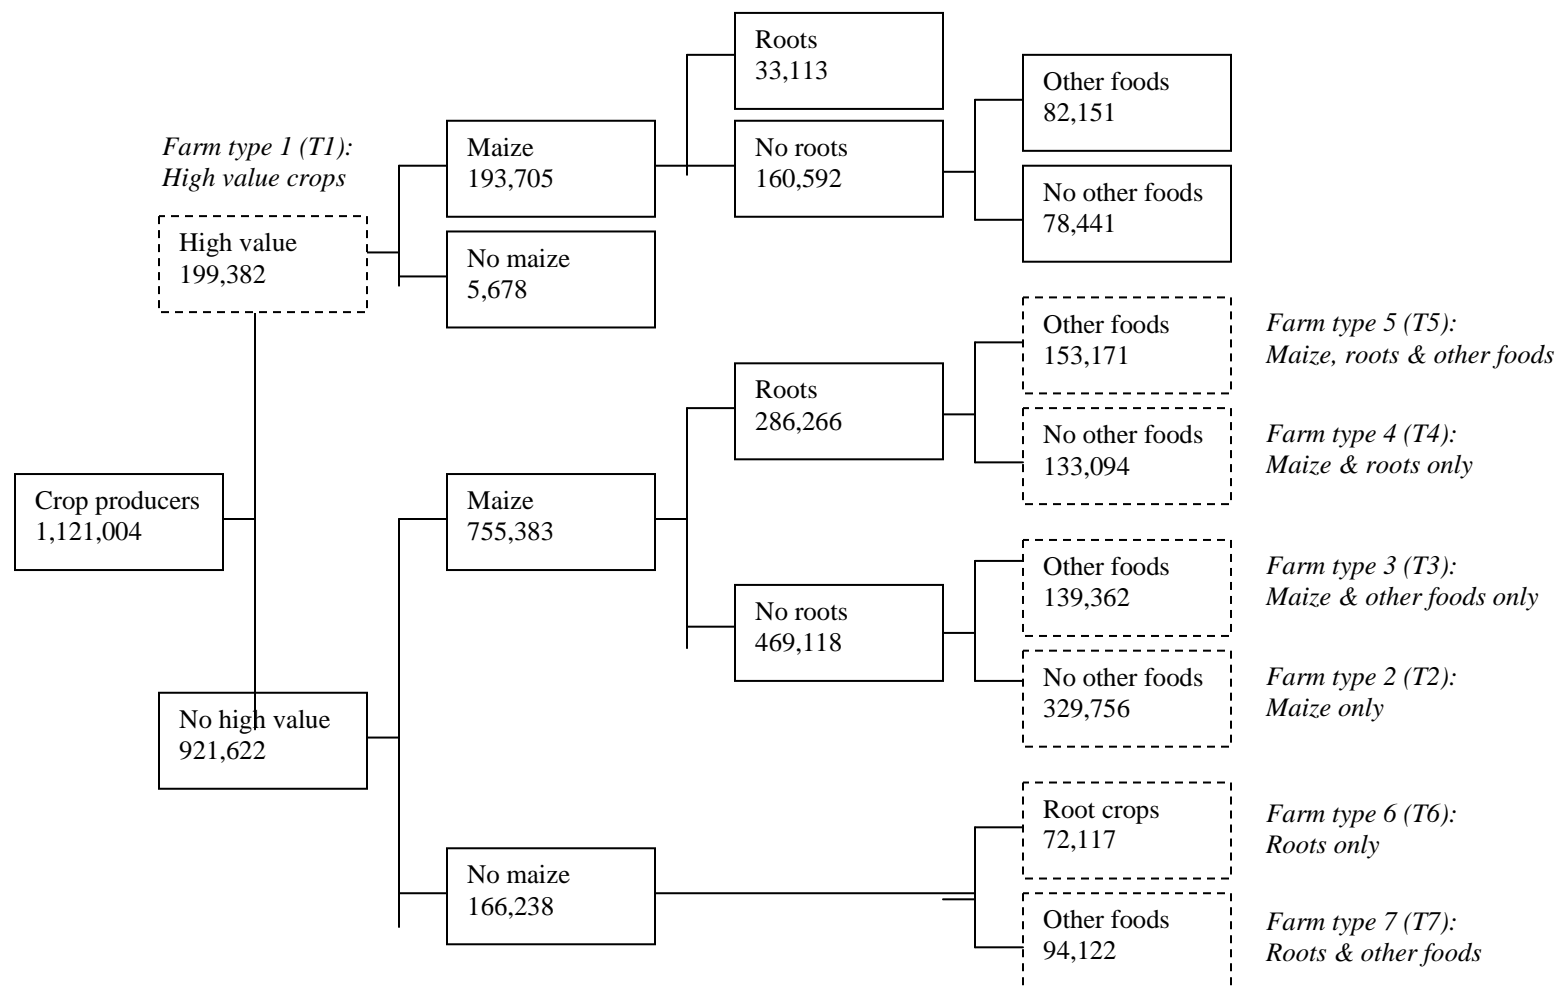 Roots
33,113
Other foods
82,151
Farm type 1 (T1):
High value crops
Maize
193,705
No roots
160,592
No other foods
78,441
High value
199,382
No maize
5,678
Other foods
153,171
Farm type 5 (T5):
Maize, roots & other foods
Roots
286,266
No other foods
133,094
Farm type 4 (T4):
Maize & roots only
Crop producers
1,121,004
Maize
755,383
Other foods
139,362
Farm type 3 (T3):
Maize & other foods only
No roots
469,118
No other foods
329,756
Farm type 2 (T2):
Maize only
No high value
921,622
Root crops
72,117
Farm type 6 (T6):
Roots only
No maize
166,238
Other foods
94,122
Farm type 7 (T7):
Roots & other foods